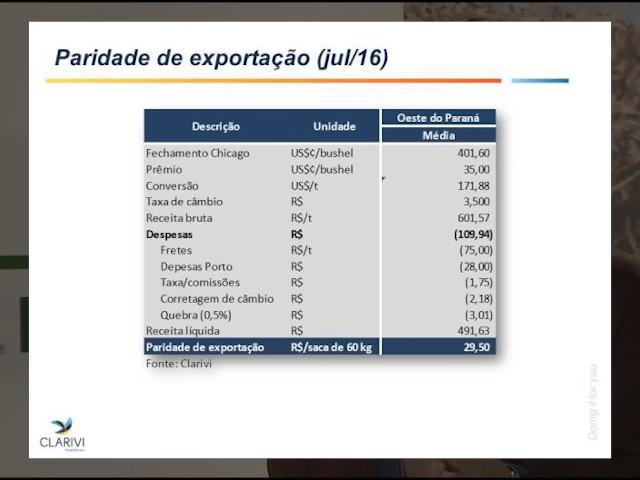 Paridade de exportação (jul/16)
Descrição Unidade Oeste do Paraná
Média
Fechamento Chicago US$¢/bushel 401,60
Prêmio US$¢/bushel 35,00
Conversão US$/t 171,88
Taxa de câmbio R$ 3,500
Receita bruta R$/t 601,57
Despesas R$ (109,94)
Fretes R$/t (75,00)
Depesas Porto R$ (28,00)
Taxa/comissões R$ (1,75)
Corretagem de câmbio R$ (2,18)
Quebra (0,5%) R$ (3,01)
Receita líquida R$ 491,63
Paridade de exportação R$/saca de 60 kg 29,50
Fonte: Clarivi
CLARIVI
Doing it for you